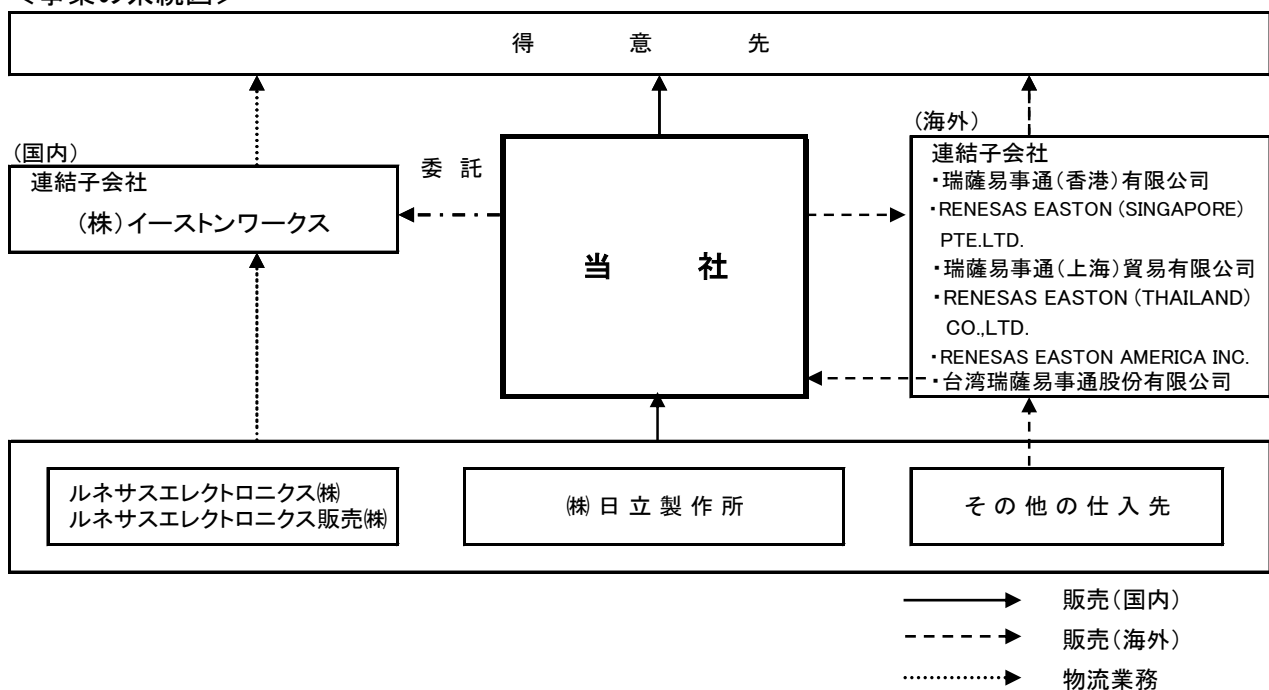 <事業の系統図>
得意先
(国内)
連結子会社
(株)イーストンワークス
委託
当社
(海外)
連結子会社
・瑞薩易事通(香港)有限公司
・RENESAS EASTON (SINGAPORE)
PTE.LTD.
・瑞薩易事通(上海)貿易有限公司
・RENESAS EASTON (THAILAND)
CO.,LTD.
・RENESAS EASTON AMERICA INC.
・台湾瑞薩易事通股份有限公司
ルネサスエレクトロニクス㈱
ルネサスエレクトロニクス販売㈱
㈱日立製作所
その他の仕入先
販売(国内)
販売(海外)
物流業務